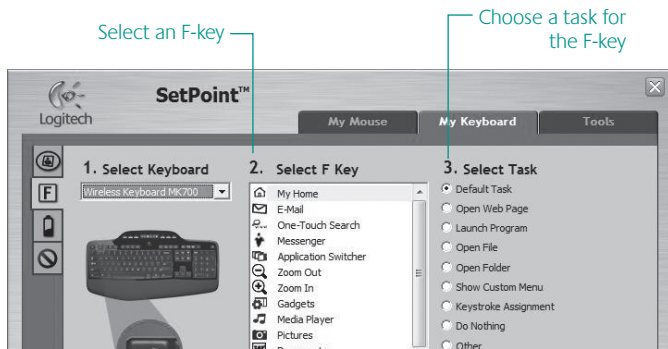 Select an F-key
Choose a task for
the F-key
Logitech
SetPoint™
My Mouse
My Keyboard
Tools
1. Select Keyboard
Wireless Keyboard MK700
2. Select F Key
My Home
E-Mail
One-Touch Search
Messenger
Application Switcher
Zoom Out
Zoom In
Gadgets
Media Player
Pictures
3. Select Task
Default Task
Open Web Page
Launch Program
Open File
Open Folder
Show Custom Menu
Keystroke Assignment
Do Nothing
Other